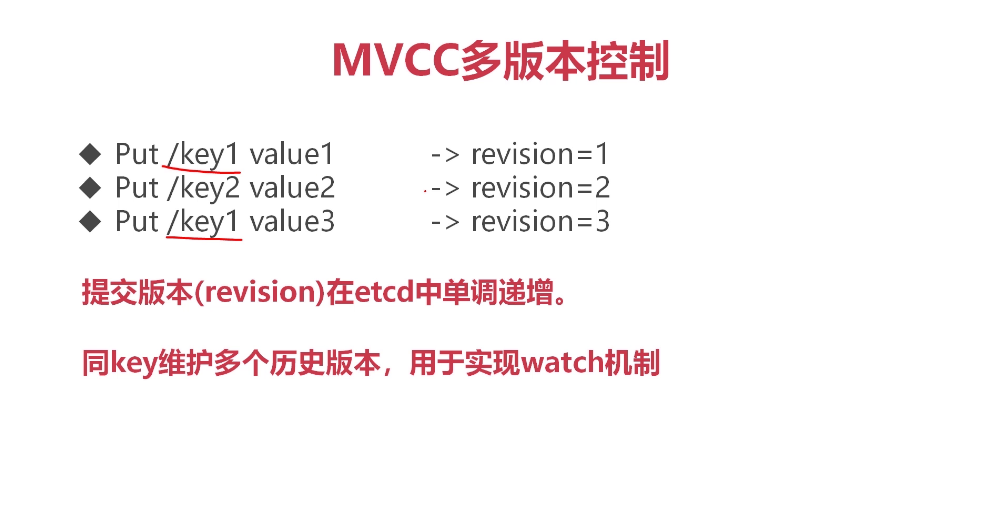 MVCC多版本控制
◆ Put /key1 value1 -> revision=1
◆ Put /key2 value2 -> revision=2
◆ Put /key1 value3 -> revision=3
提交版本(revision)在etcd中单调递增。
同key维护多个历史版本，用于实现watch机制